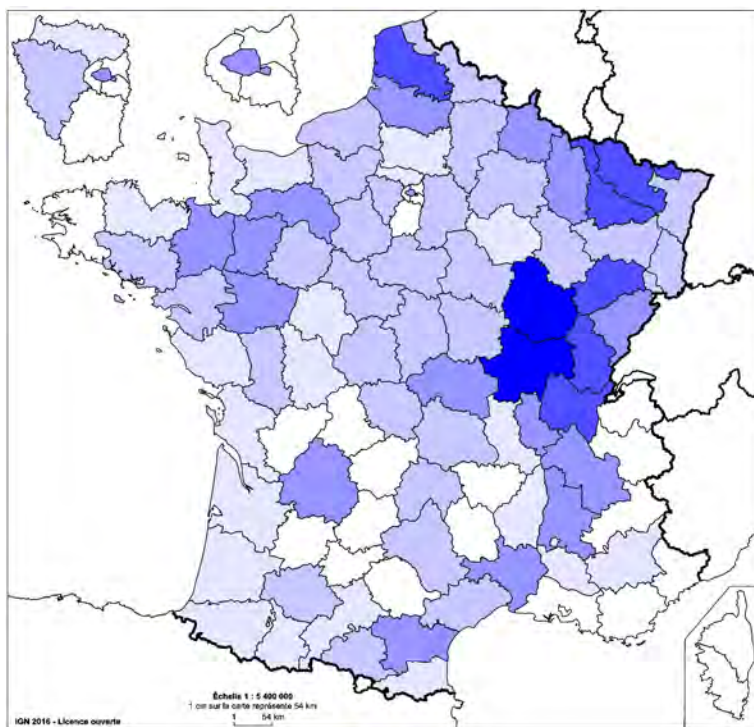 Échelle 1 : 5 400 000
1 cm sur la carte représente 54 km
1 54 km
IGN 2016 - Licence ouverte